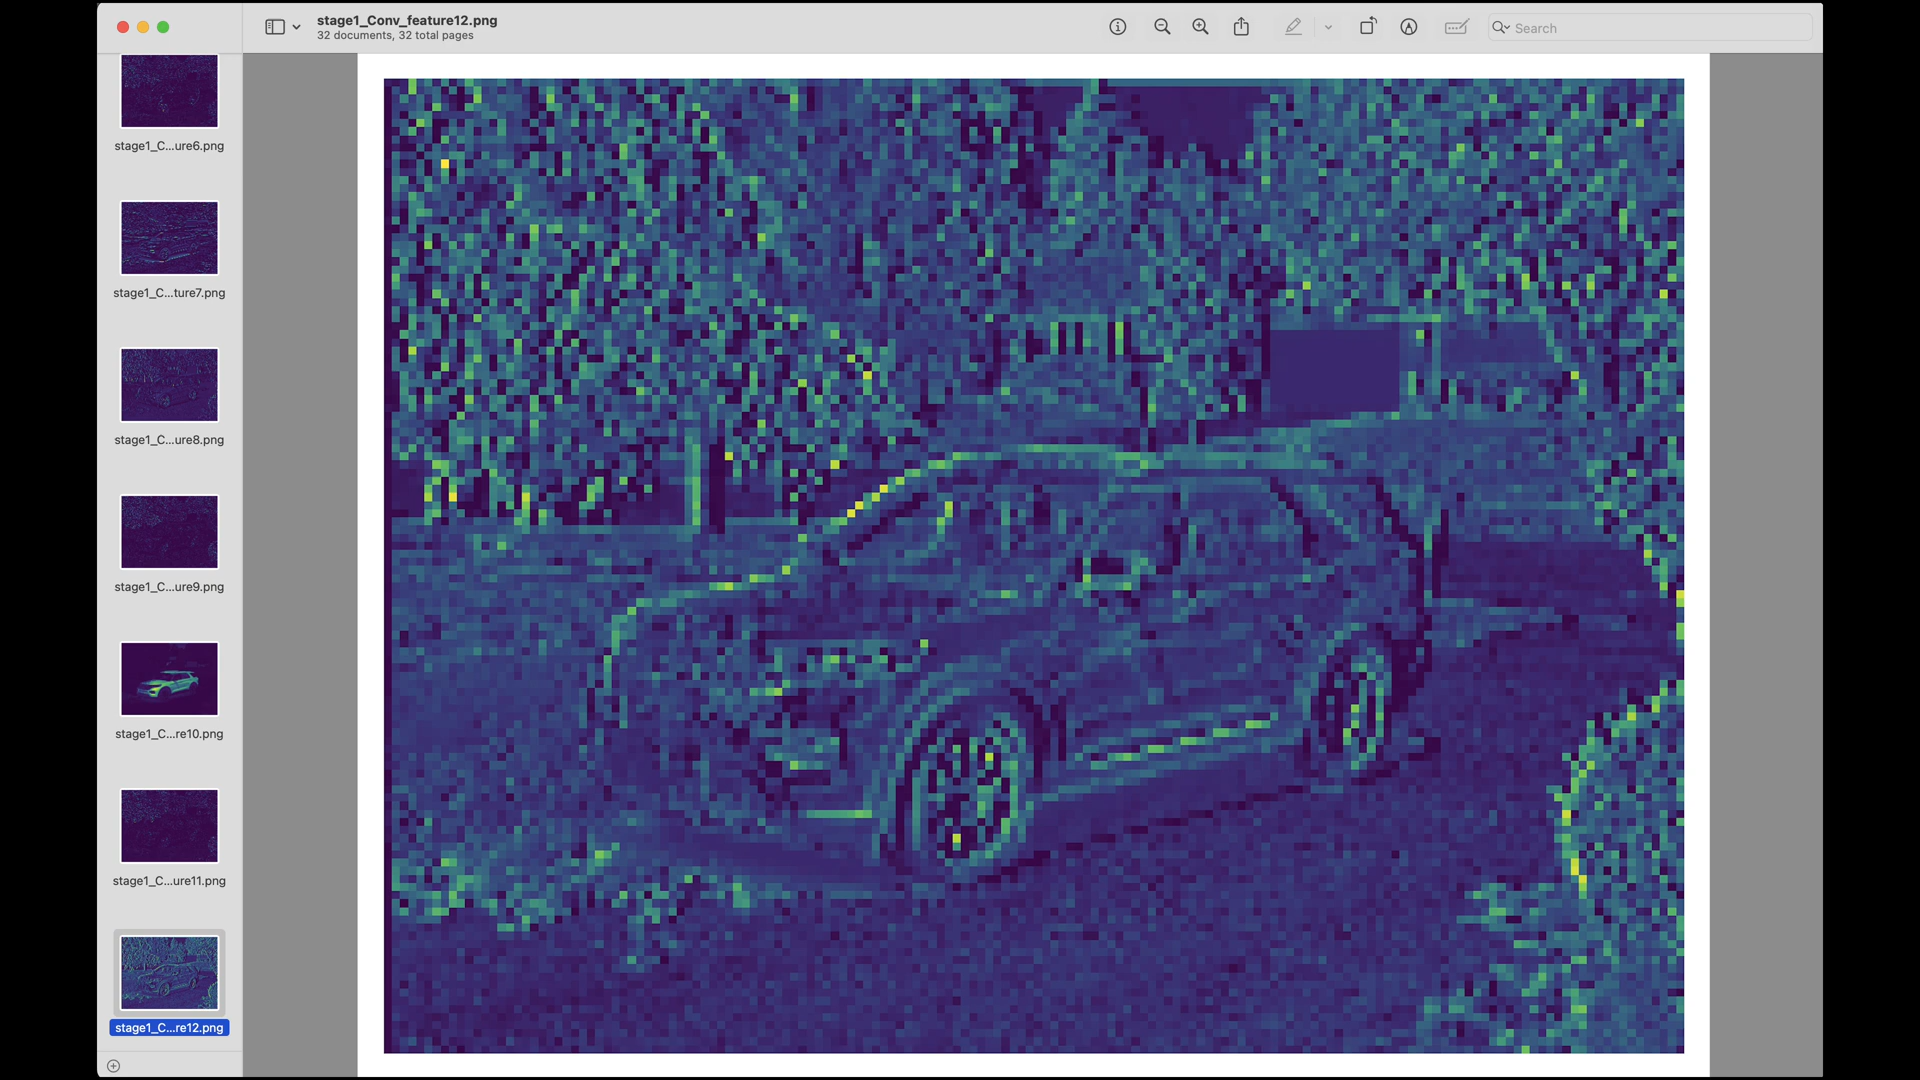 stage1_Conv_feature12.png
32 documents, 32 total pages
Search
stage1_C...ure6.png
stage1_C...ture7.png
stage1_C...ure8.png
stage1_C...ure9.png
stage1_C...re10.png
stage1_C...ure11.png
stage1_C...re12.png